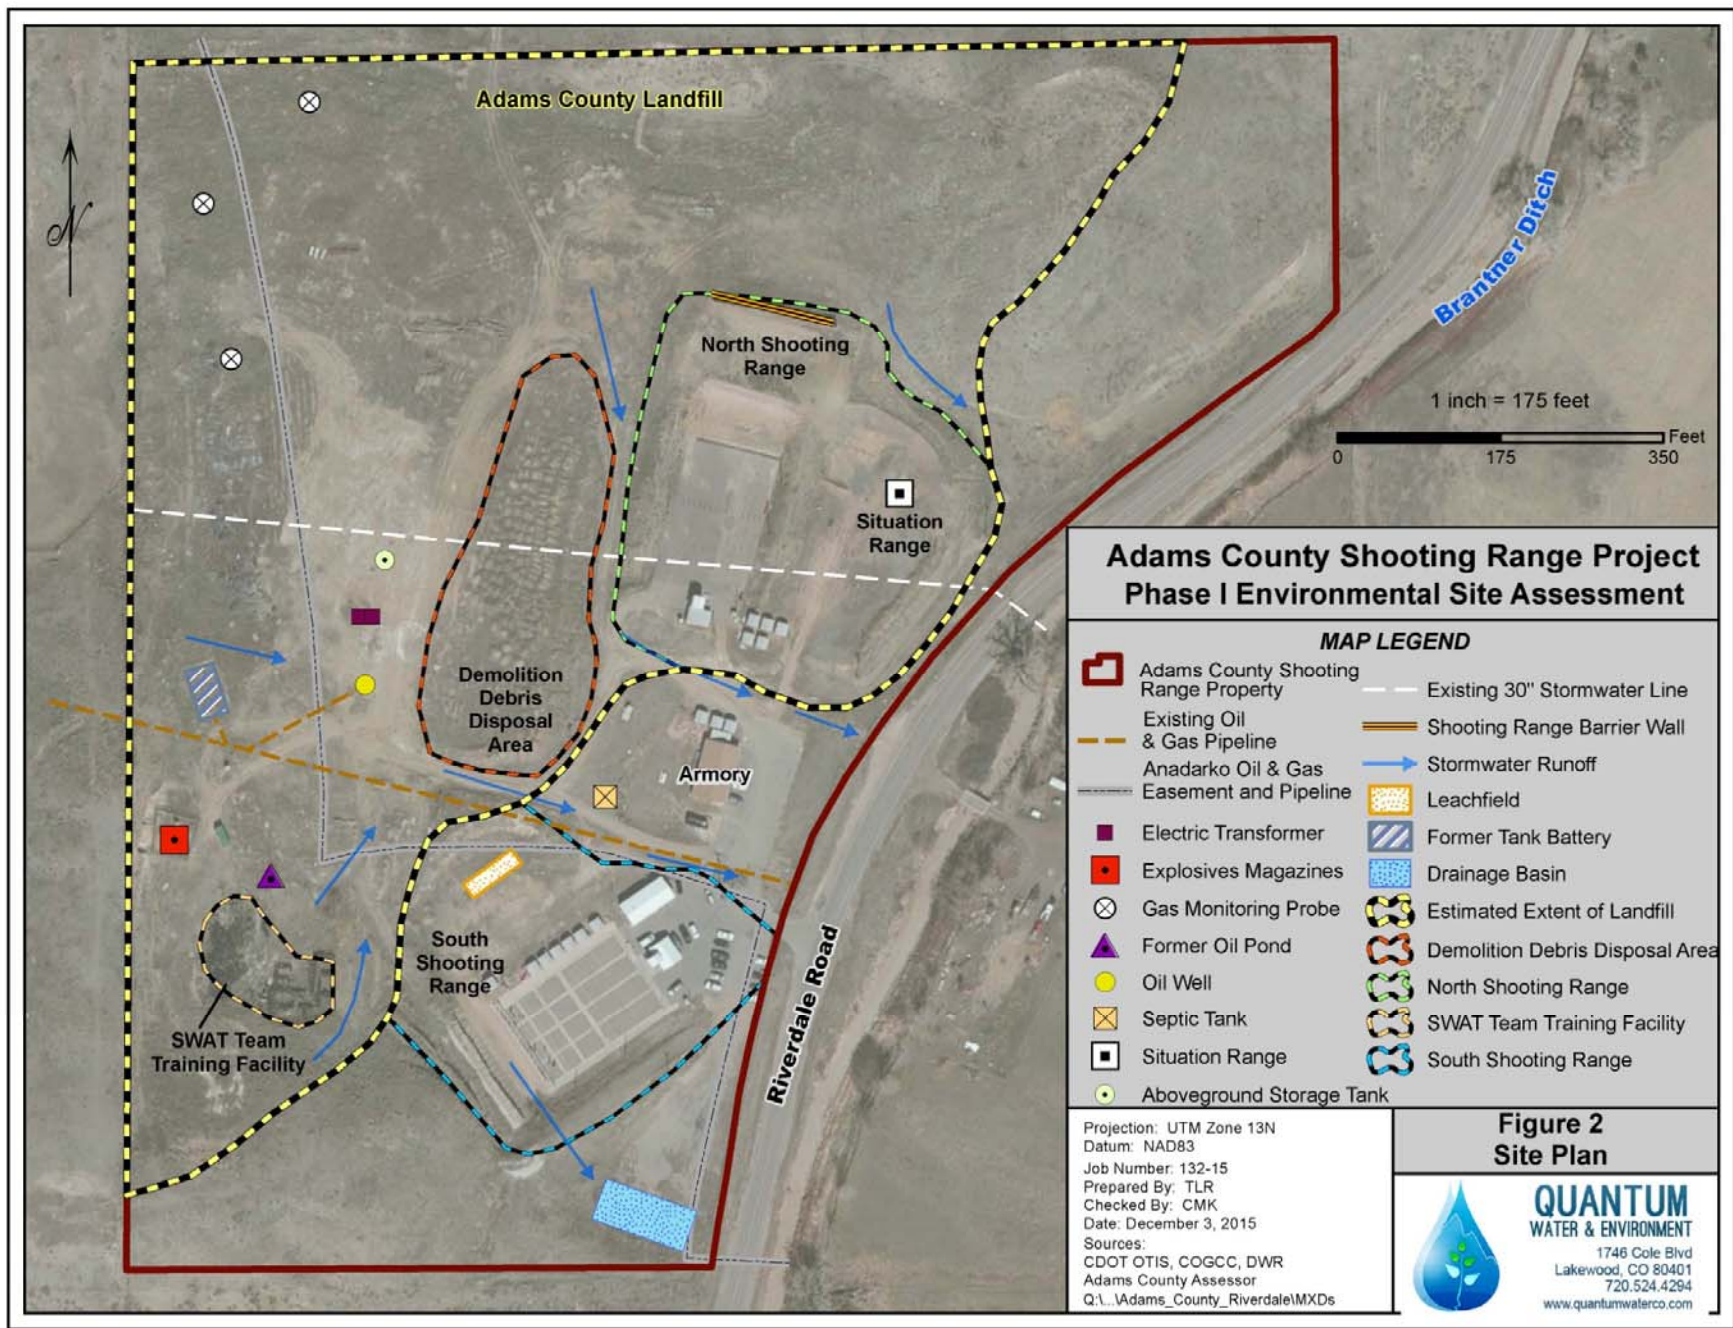 Adams County Landfill
N
Brantner Ditch
North Shooting
Range
1 inch = 175 feet
Feet
0 175 350
Situation
Range
Demolition
Debris
Disposal
Area
Armory
South
Shooting
Range
SWAT Team
Training Facility
Riverdale Road
Adams County Shooting Range Project
Phase I Environmental Site Assessment
MAP LEGEND
Adams County Shooting
Range Property
Existing Oil
& Gas Pipeline
Anadarko Oil & Gas
Easement and Pipeline
Electric Transformer
Explosives Magazines
Gas Monitoring Probe
Former Oil Pond
Oil Well
Septic Tank
Situation Range
Aboveground Storage Tank
Existing 30" Stormwater Line
Shooting Range Barrier Wall
Stormwater Runoff
Leachfield
Former Tank Battery
Drainage Basin
Estimated Extent of Landfill
Demolition Debris Disposal Area
North Shooting Range
SWAT Team Training Facility
South Shooting Range
Projection: UTM Zone 13N
Datum: NAD83
Job Number: 132-15
Prepared By: TLR
Checked By: CMK
Date: December 3, 2015
Sources:
CDOT OTIS, COGCC, DWR
Adams County Assessor
Q:\...\Adams_County_Riverdale\MXDs
Figure 2
Site Plan
QUANTUM
WATER & ENVIRONMENT
1746 Cole Blvd
Lakewood, CO 80401
720.524.4294
www.quantumwaterco.com